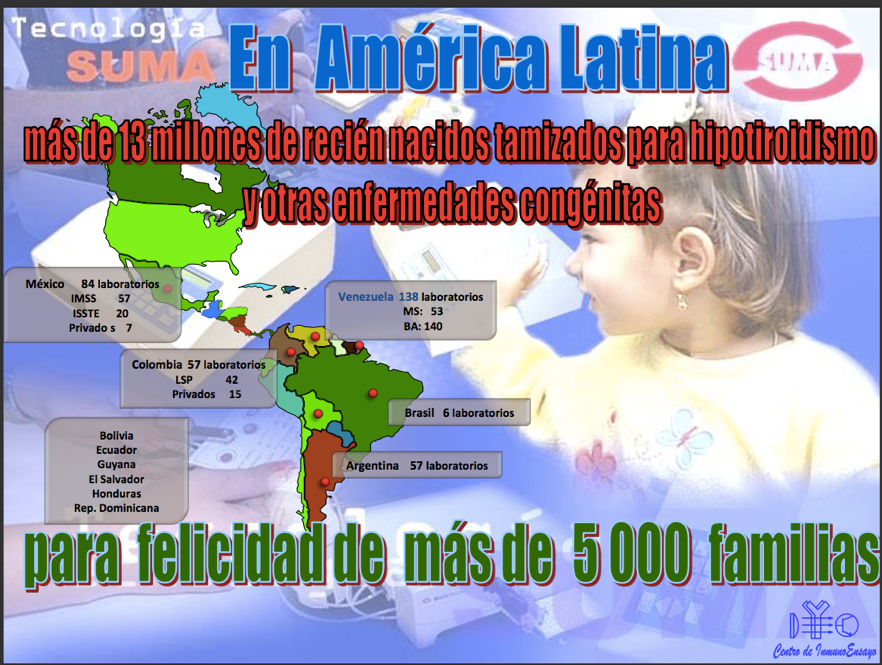 Tecnología
SUMA
En América Latina
SUMA
más de 13 millones de recién nacidos tamizados para hipotiroidismo
y otras enfermedades congénitas
México 84 laboratorios
IMSS 57
ISSTE 20
Privado s 7
Venezuela 138 laboratorios
MS: 53
BA: 140
Colombia 57 laboratorios
LSP 42
Privados 15
Brasil 6 laboratorios
Bolivia
Ecuador
Guyana
El Salvador
Honduras
Rep. Dominicana
Argentina 57 laboratorios
para felicidad de más de 5 000 familias
Centro de InmunoEnsayo